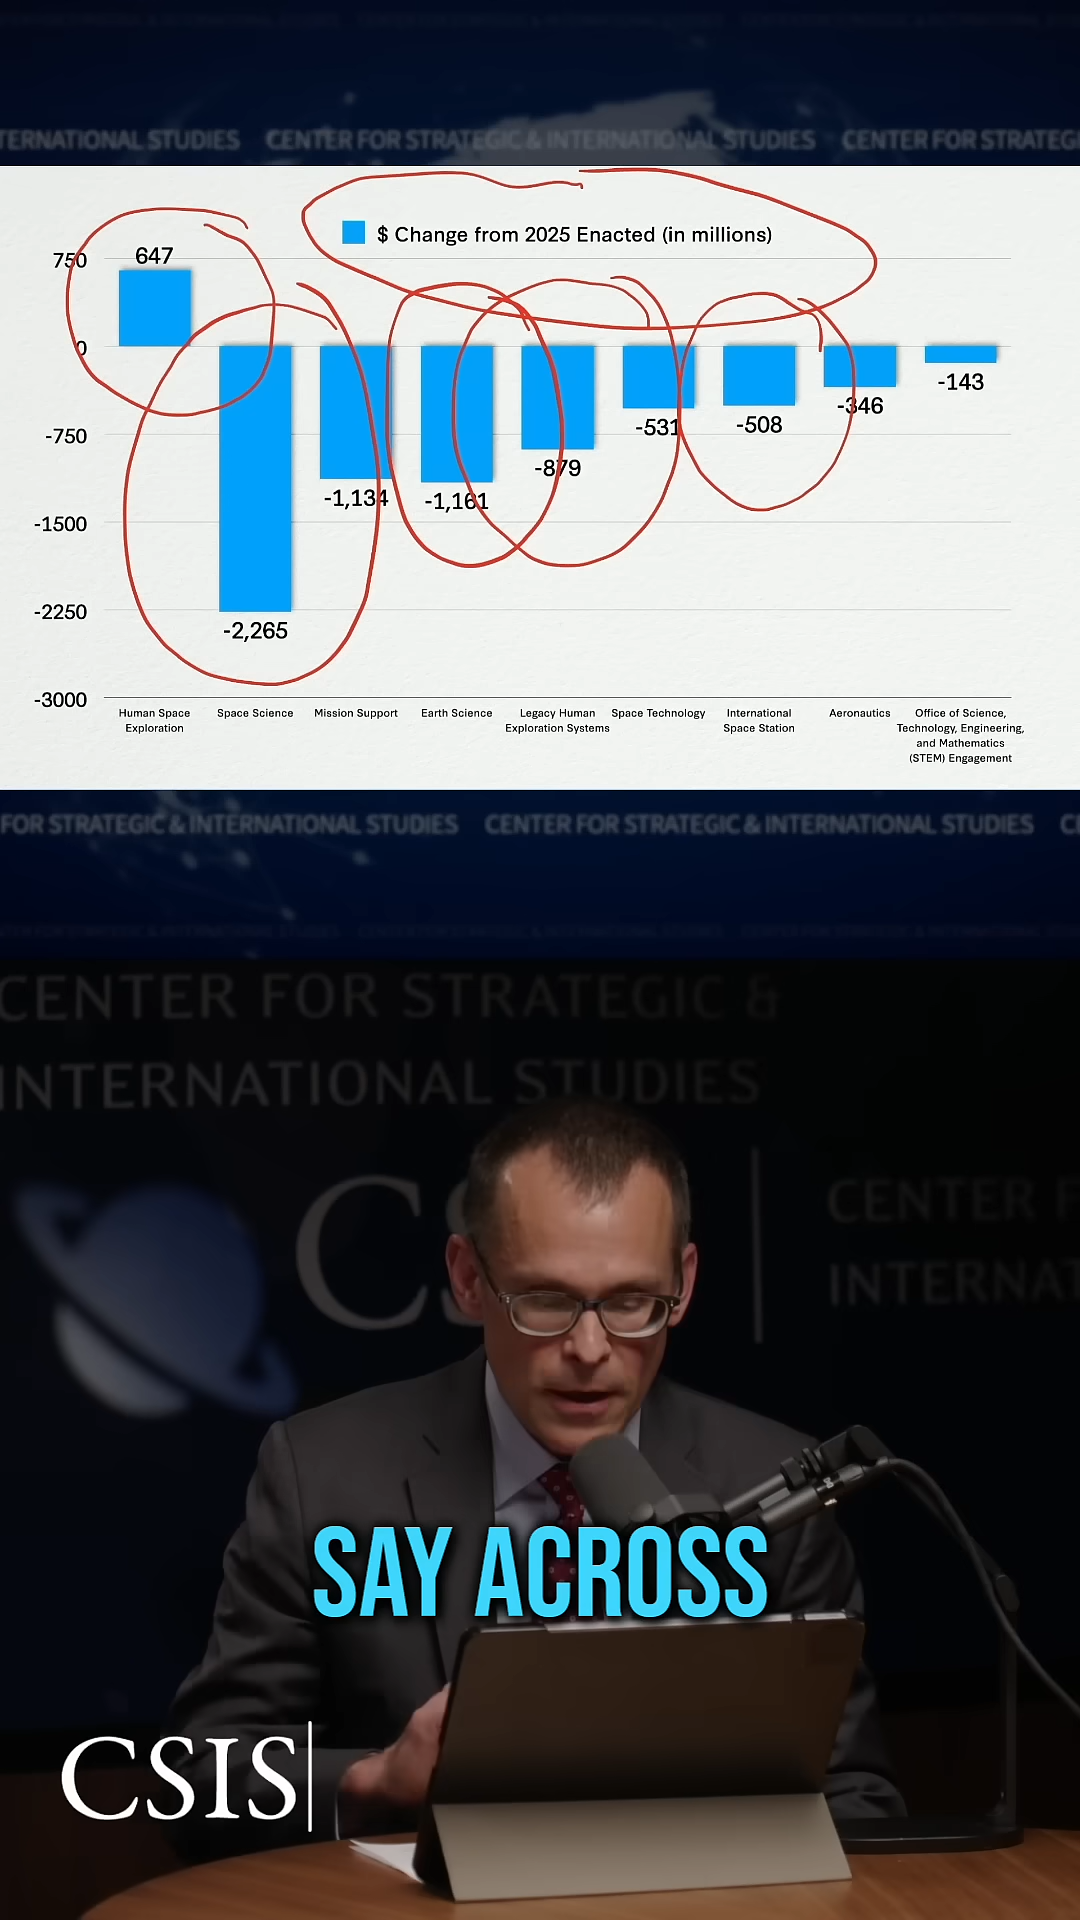 TERNATIONAL STUDIES CENTER FOR STRATEGIC & INTERNATIONAL STUDIES CENTER FOR STRATEG
$ Change from 2025 Enacted (in millions)
750
647
0
-750
-1500
-2250
-3000
-2,265
-1,134
-1,161
-879
-531
-508
-346
-143
Human Space
Exploration
Space Science
Mission Support
Earth Science
Legacy Human
Exploration Systems
Space Technology
International
Space Station
Aeronautics
Office of Science,
Technology, Engineering,
and Mathematics
(STEM) Engagement
FOR STRATEGIC & INTERNATIONAL STUDIES CENTER FOR STRATEGIC & INTERNATIONAL STUDIES C
CENTER FOR STRATEGIC &
INTERNATIONAL STUDIES
CS
CENTER F
INTERNAT
SAY ACROSS
CSIS